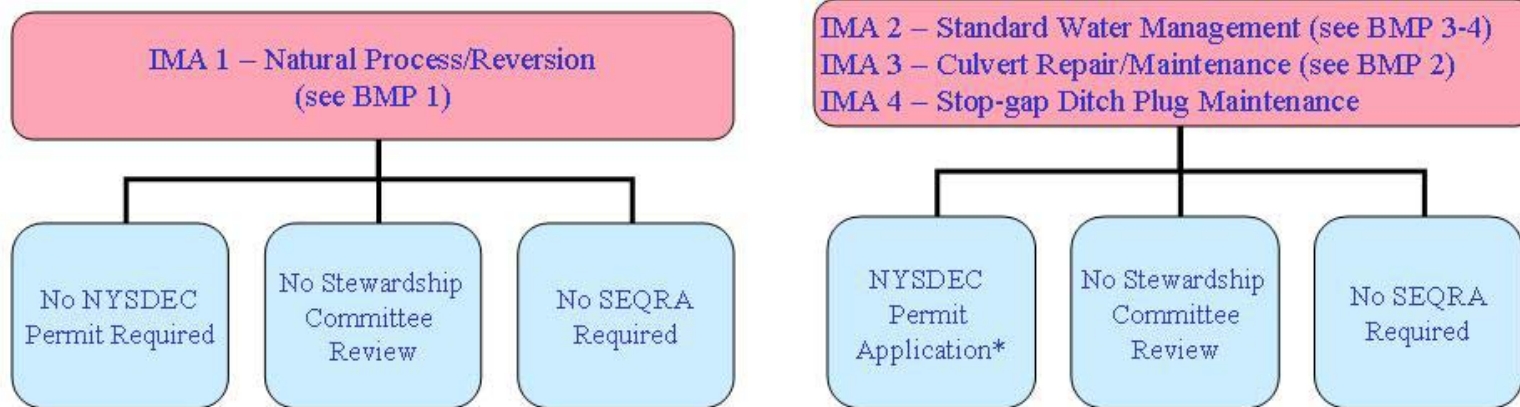 IMA 1 – Natural Process/Reversion
(see BMP 1)
No NYSDEC
Permit Required
No Stewardship
Committee
Review
No SEQRA
Required
IMA 2 – Standard Water Management (see BMP 3-4)
IMA 3 – Culvert Repair/Maintenance (see BMP 2)
IMA 4 – Stop-gap Ditch Plug Maintenance
NYSDEC
Permit
Application*
No Stewardship
Committee
Review
No SEQRA
Required